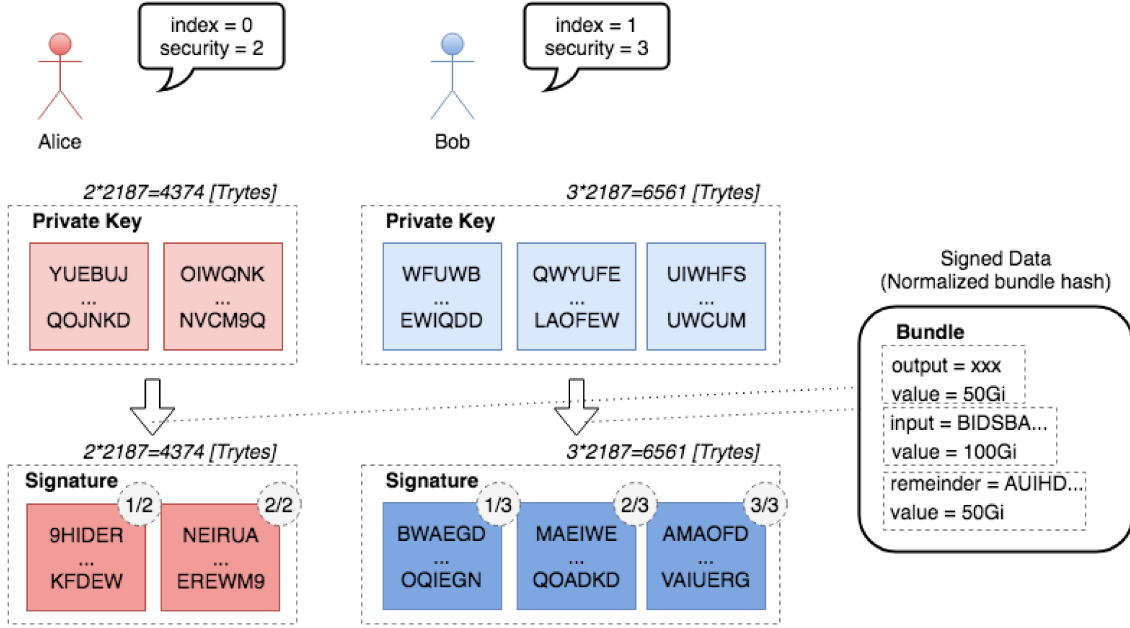 index = 0
security = 2
Alice
index = 1
security = 3
Bob
2*2187=4374 [Trytes]
Private Key
YUEBUJ
...
QOJNKD
OIWQNK
...
NVCM9Q
3*2187=6561 [Trytes]
Private Key
WFUWB
...
EWIQDD
QWYUFE
...
LAOFEW
UIWHFS
...
UWCUM
Signed Data
(Normalized bundle hash)
Bundle
output = xxx
value = 50Gi
input = BIDSBA...
value = 100Gi
remeinder = AUIHD...
value = 50Gi
2*2187=4374 [Trytes]
Signature
1/2
9HIDER
...
KFDEW
2/2
NEIRUA
...
EREWM9
3*2187=6561 [Trytes]
Signature
1/3
BWAEGD
...
OQIEGN
2/3
MAEIWE
...
QOADKD
3/3
AMAOFD
...
VAIUERG